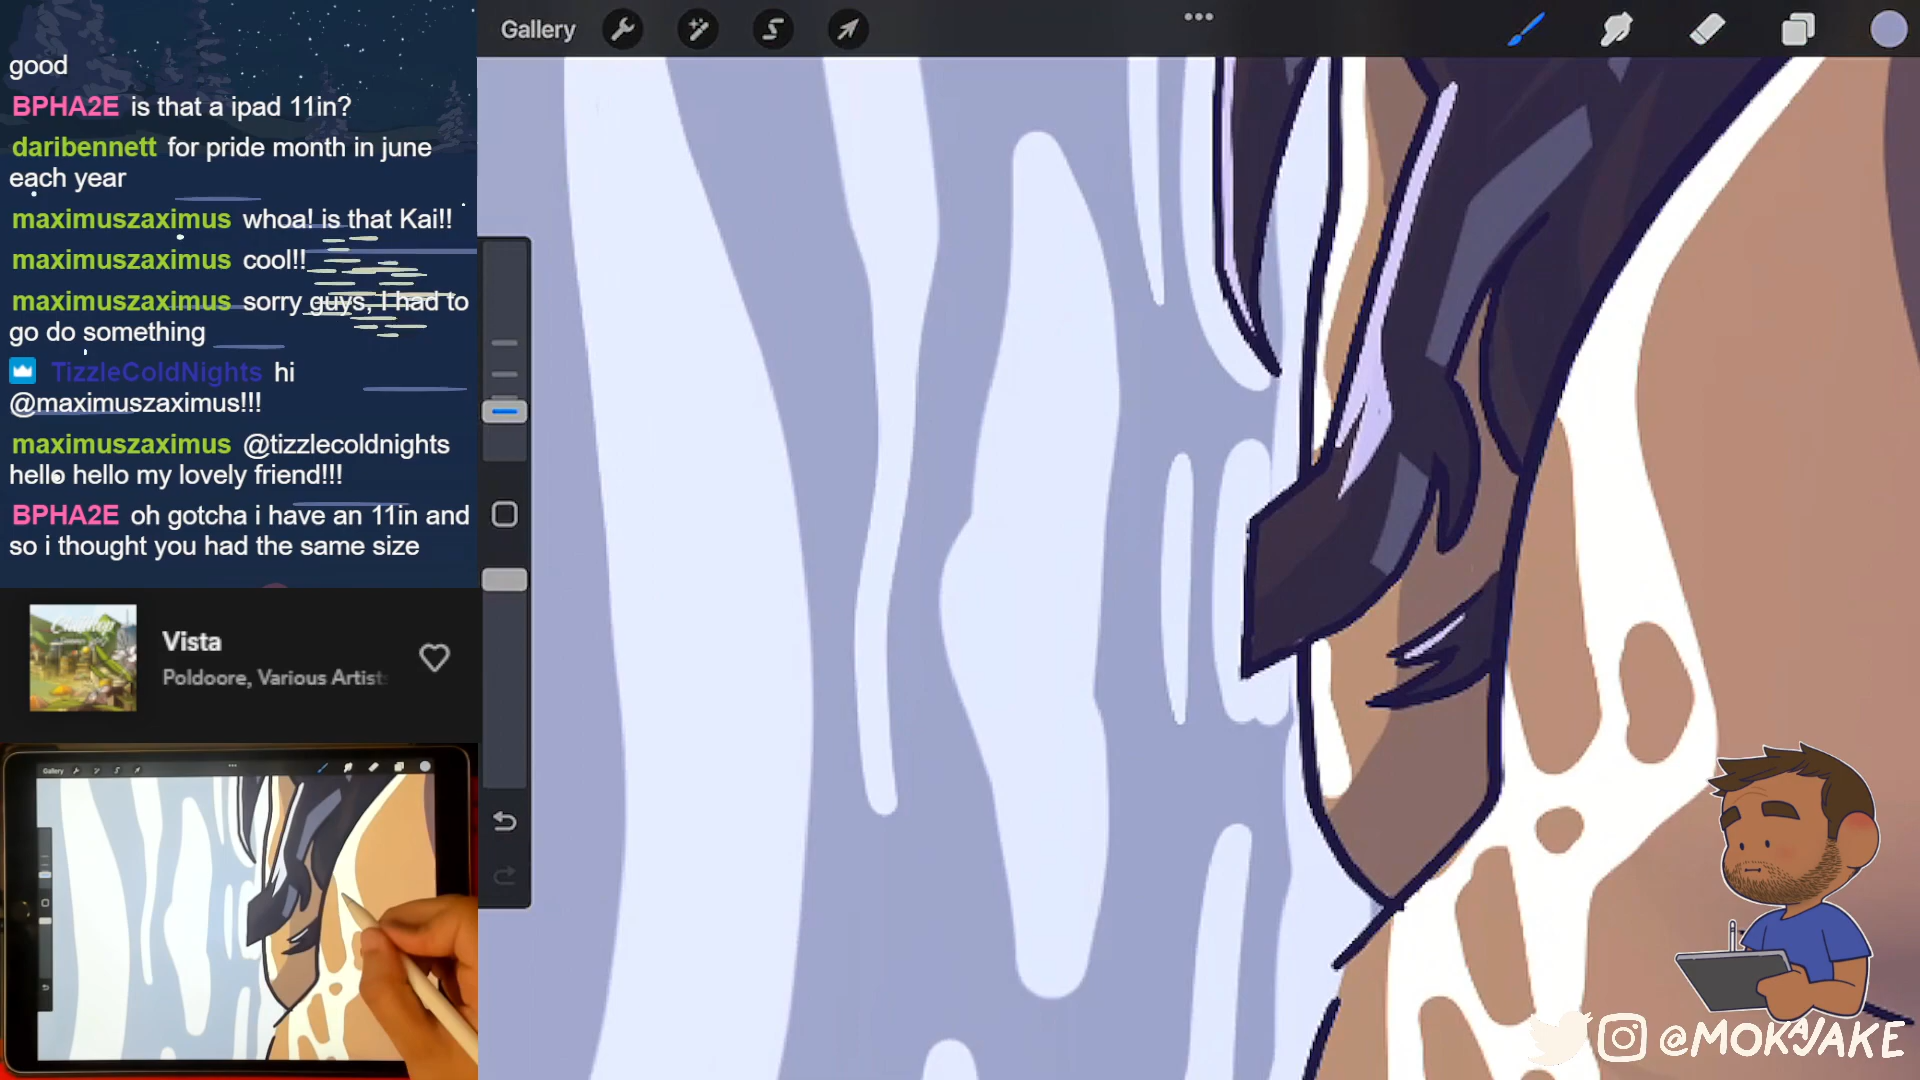 good
BPHA2E is that a ipad 11in?
daribennett for pride month in june
each year
maximuszaximus whoa! is that Kai!!
maximuszaximus cool!!
maximuszaximus sorry guys, I had to
go do something
TizzleColdNights hi
@maximuszaximus!!!
maximuszaximus @tizzlecoldnights
hello hello my lovely friend!!!
BPHA2E oh gotcha i have an 11in and
so i thought you had the same size
Vista
Poldoore, Various Artists
Gallery
Gallery
@MOKAJAKE